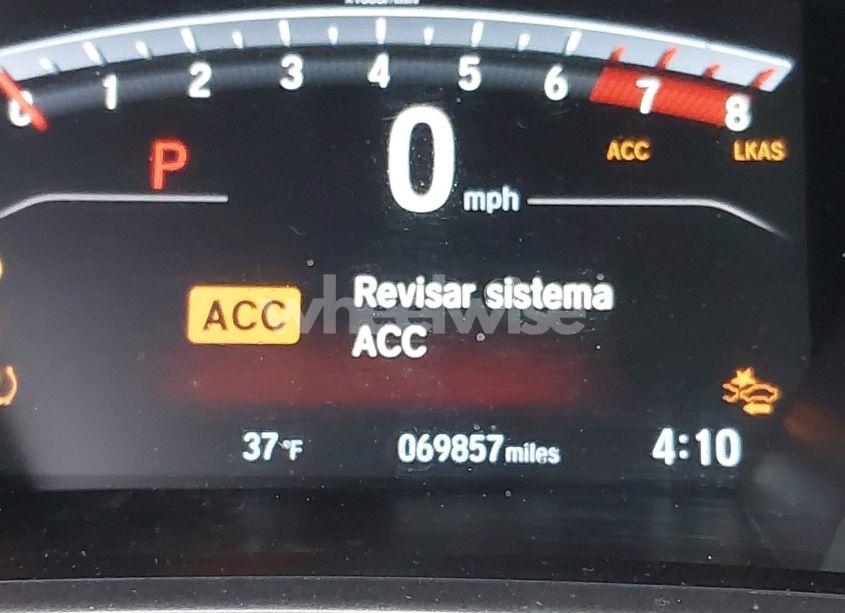 0 1 2 3 4 5 6 7 8
P
0 mph
ACC LKAS
ACC
Revisar sistema
ACC
wheelwise
37°F 069857 miles 4:10